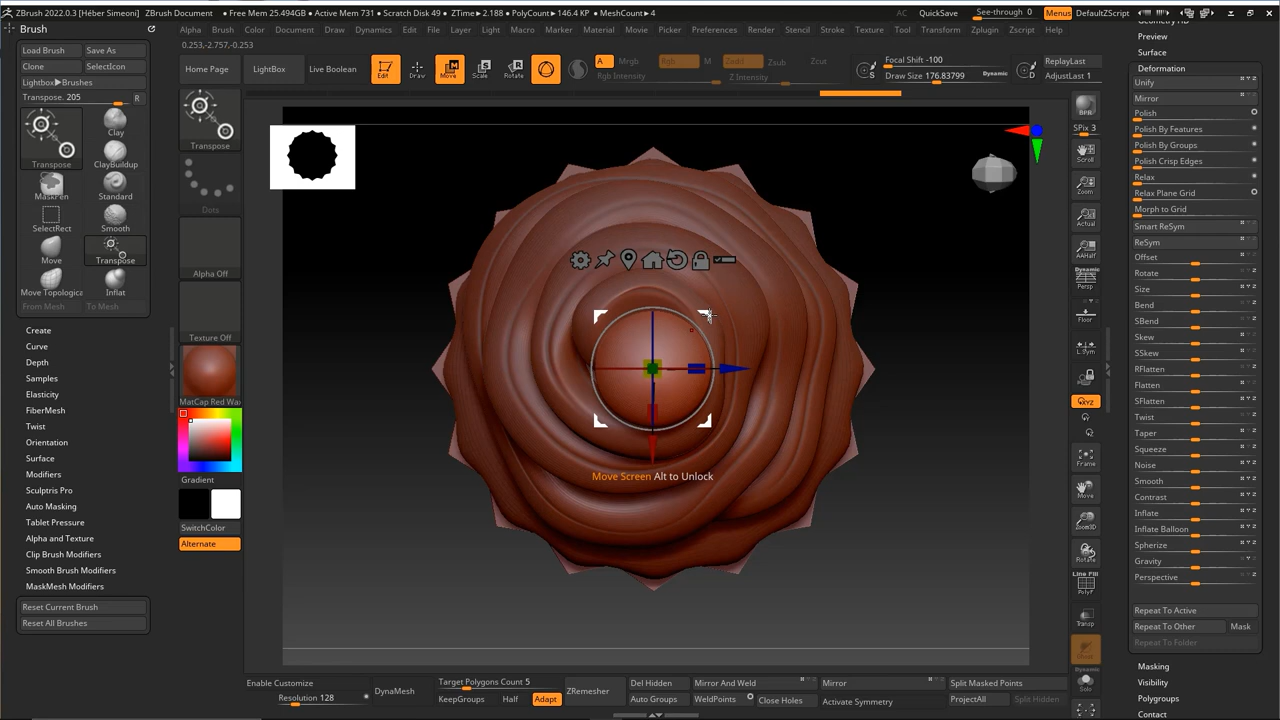 ZBrush 2022.0.3 [Héber Simeoni] ZBrush Document • Free Mem 25.494GB • Active Mem 731 • Scratch Disk 49 • ZTime▸2.188 • PolyCount▸146.4 KP • MeshCount▸4 AC QuickSave See-through 0 Menus DefaultZScript
Brush
Alpha Brush Color Document Draw Dynamics Edit File Layer Light Macro Marker Material Movie Picker Preferences Render Stencil Stroke Texture Tool Transform Zplugin Zscript Help
0.253,-2.757,-0.253
Load Brush Save As
Clone SelectIcon
Lightbox▸Brushes
Transpose. 205 R
Transpose
Clay
ClayBuildup
MaskPen Standard
SelectRect Smooth
Move Transpose
Move Topologica Inflat
From Mesh To Mesh
Create
Curve
Depth
Samples
Elasticity
FiberMesh
Twist
Orientation
Surface
Modifiers
Sculptris Pro
Auto Masking
Tablet Pressure
Alpha and Texture
Clip Brush Modifiers
Smooth Brush Modifiers
MaskMesh Modifiers
Reset Current Brush
Reset All Brushes
Home Page LightBox Live Boolean
Edit Draw Move Scale Rotate
A Mrgb Rgb M Zadd Zsub Zcut
Rgb Intensity Z Intensity
S Focal Shift -100
Draw Size 176.83799 Dynamic
D ReplayLast
AdjustLast 1
Transpose
Dots
Alpha Off
Texture Off
MatCap Red Wax
Gradient
SwitchColor
Alternate
Move Screen Alt to Unlock
BPR
SPix 3
Scroll
Zoom
Actual
AAHalf
Dynamic
Persp
Floor
L.Sym
XYZ
Frame
Move
Zoom3D
Rotate
Line Fill
PolyF
Transp
Ghost
Dynamic
Solo
Geometry HD
Preview
Surface
Deformation
Unify
Mirror
Polish
Polish By Features
Polish By Groups
Polish Crisp Edges
Relax
Relax Plane Grid
Morph to Grid
Smart ReSym
ReSym
Offset
Rotate
Size
Bend
SBend
Skew
SSkew
RFlatten
Flatten
SFlatten
Twist
Taper
Squeeze
Noise
Smooth
Contrast
Inflate
Inflate Balloon
Spherize
Gravity
Perspective
Repeat To Active
Repeat To Other Mask
Repeat To Folder
Masking
Visibility
Polygroups
Contact
Enable Customize
Resolution 128
DynaMesh
Target Polygons Count 5
KeepGroups Half Adapt
ZRemesher
Del Hidden
Auto Groups
Mirror And Weld
WeldPoints Close Holes
Mirror
Activate Symmetry
Split Masked Points
ProjectAll Split Hidden